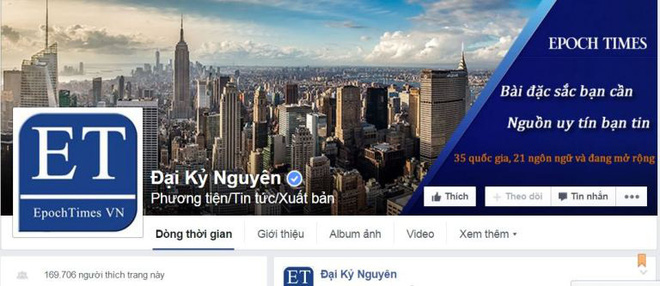 EPOCH TIMES
Bài đặc sắc bạn cần
Nguồn uy tín bạn tin
35 quốc gia, 21 ngôn ngữ và đang mở rộng
ET
EpochTimes VN
Đại Kỷ Nguyên
Phương tiện/Tin tức/Xuất bản
Thích
+ Theo dõi
Tin nhắn
•••
Dòng thời gian
Giới thiệu
Album ảnh
Video
Xem thêm
169.706 người thích trang này
ET
Đại Kỷ Nguyên